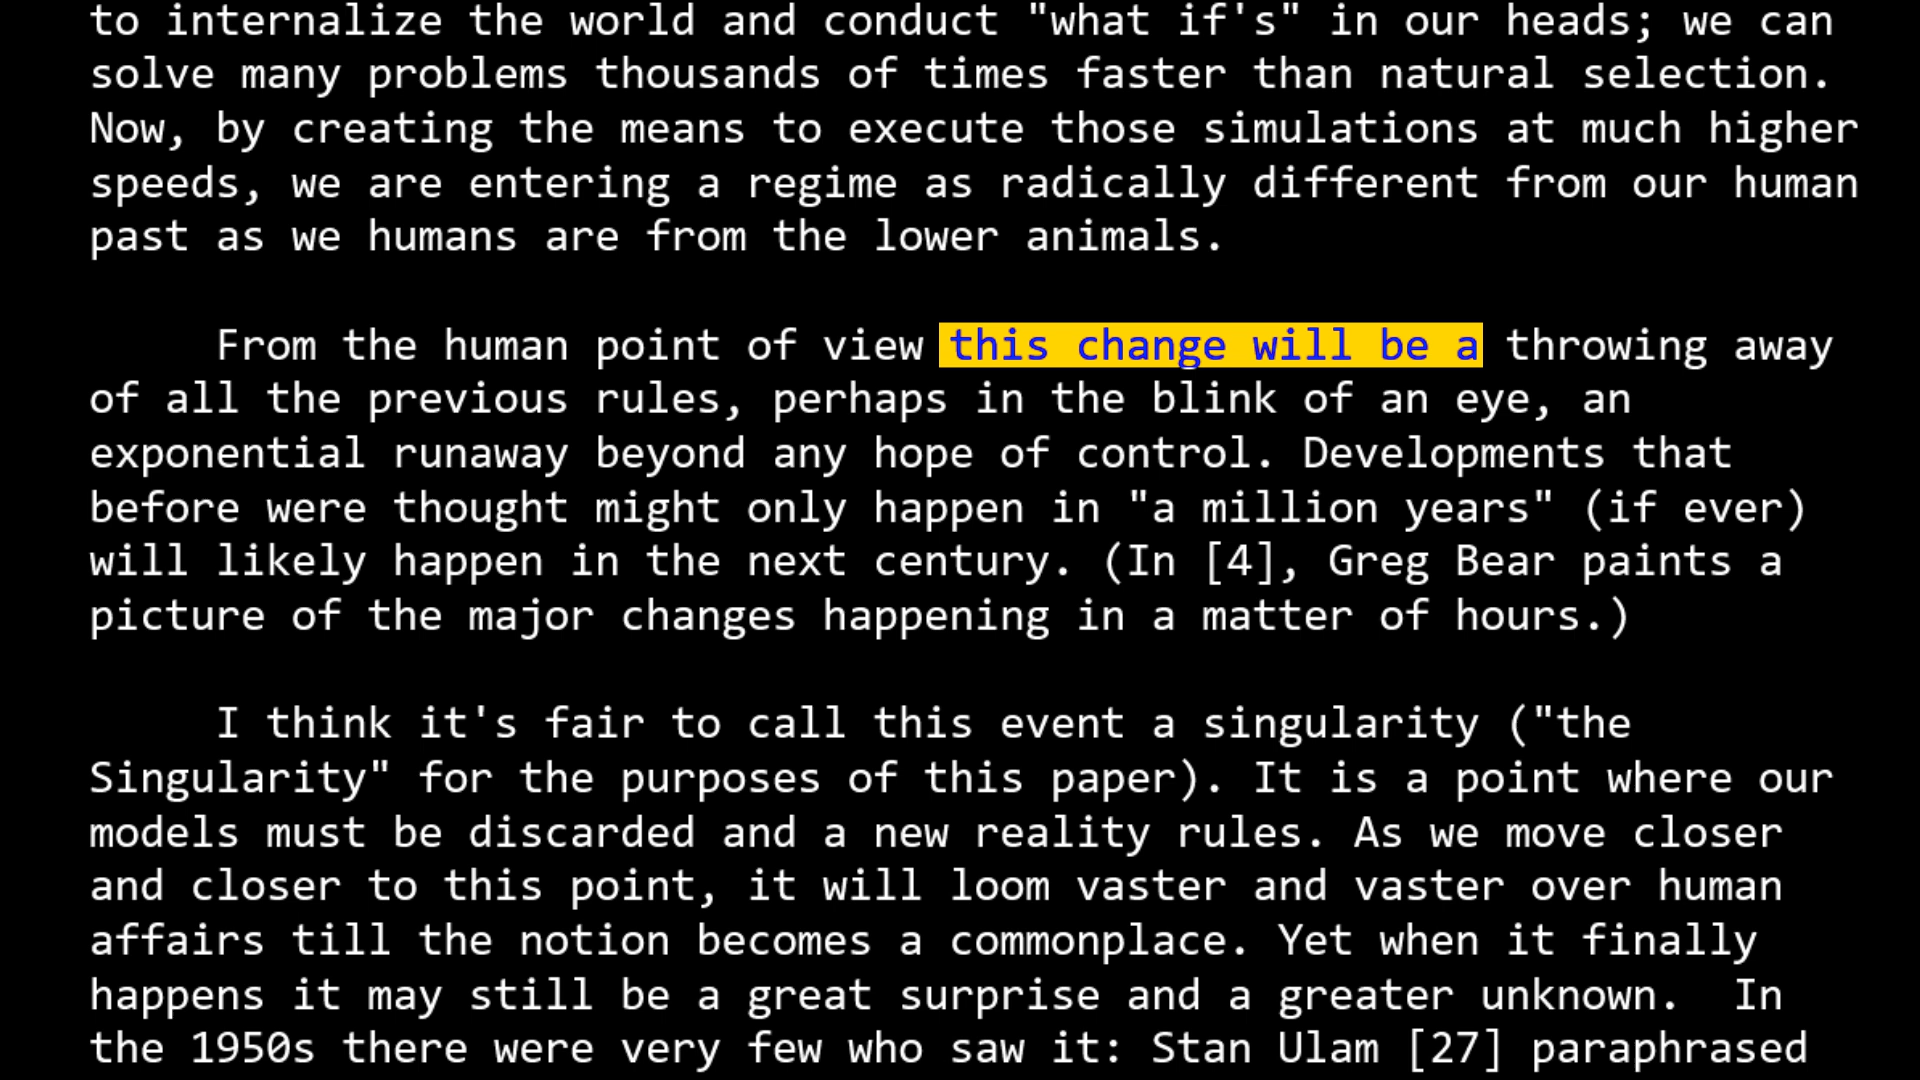 to internalize the world and conduct "what if's" in our heads; we can
solve many problems thousands of times faster than natural selection.
Now, by creating the means to execute those simulations at much higher
speeds, we are entering a regime as radically different from our human
past as we humans are from the lower animals.
From the human point of view this change will be a throwing away
of all the previous rules, perhaps in the blink of an eye, an
exponential runaway beyond any hope of control. Developments that
before were thought might only happen in "a million years" (if ever)
will likely happen in the next century. (In [4], Greg Bear paints a
picture of the major changes happening in a matter of hours.)
I think it's fair to call this event a singularity ("the
Singularity" for the purposes of this paper). It is a point where our
models must be discarded and a new reality rules. As we move closer
and closer to this point, it will loom vaster and vaster over human
affairs till the notion becomes a commonplace. Yet when it finally
happens it may still be a great surprise and a greater unknown.  In
the 1950s there were very few who saw it: Stan Ulam [27] paraphrased